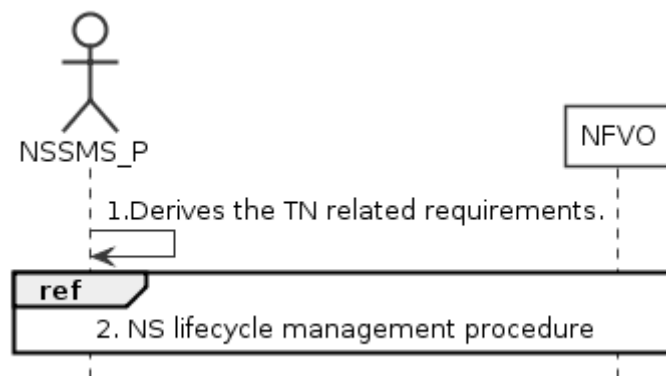 NSSMS_P
NFVO
1.Derives the TN related requirements.
ref
2. NS lifecycle management procedure